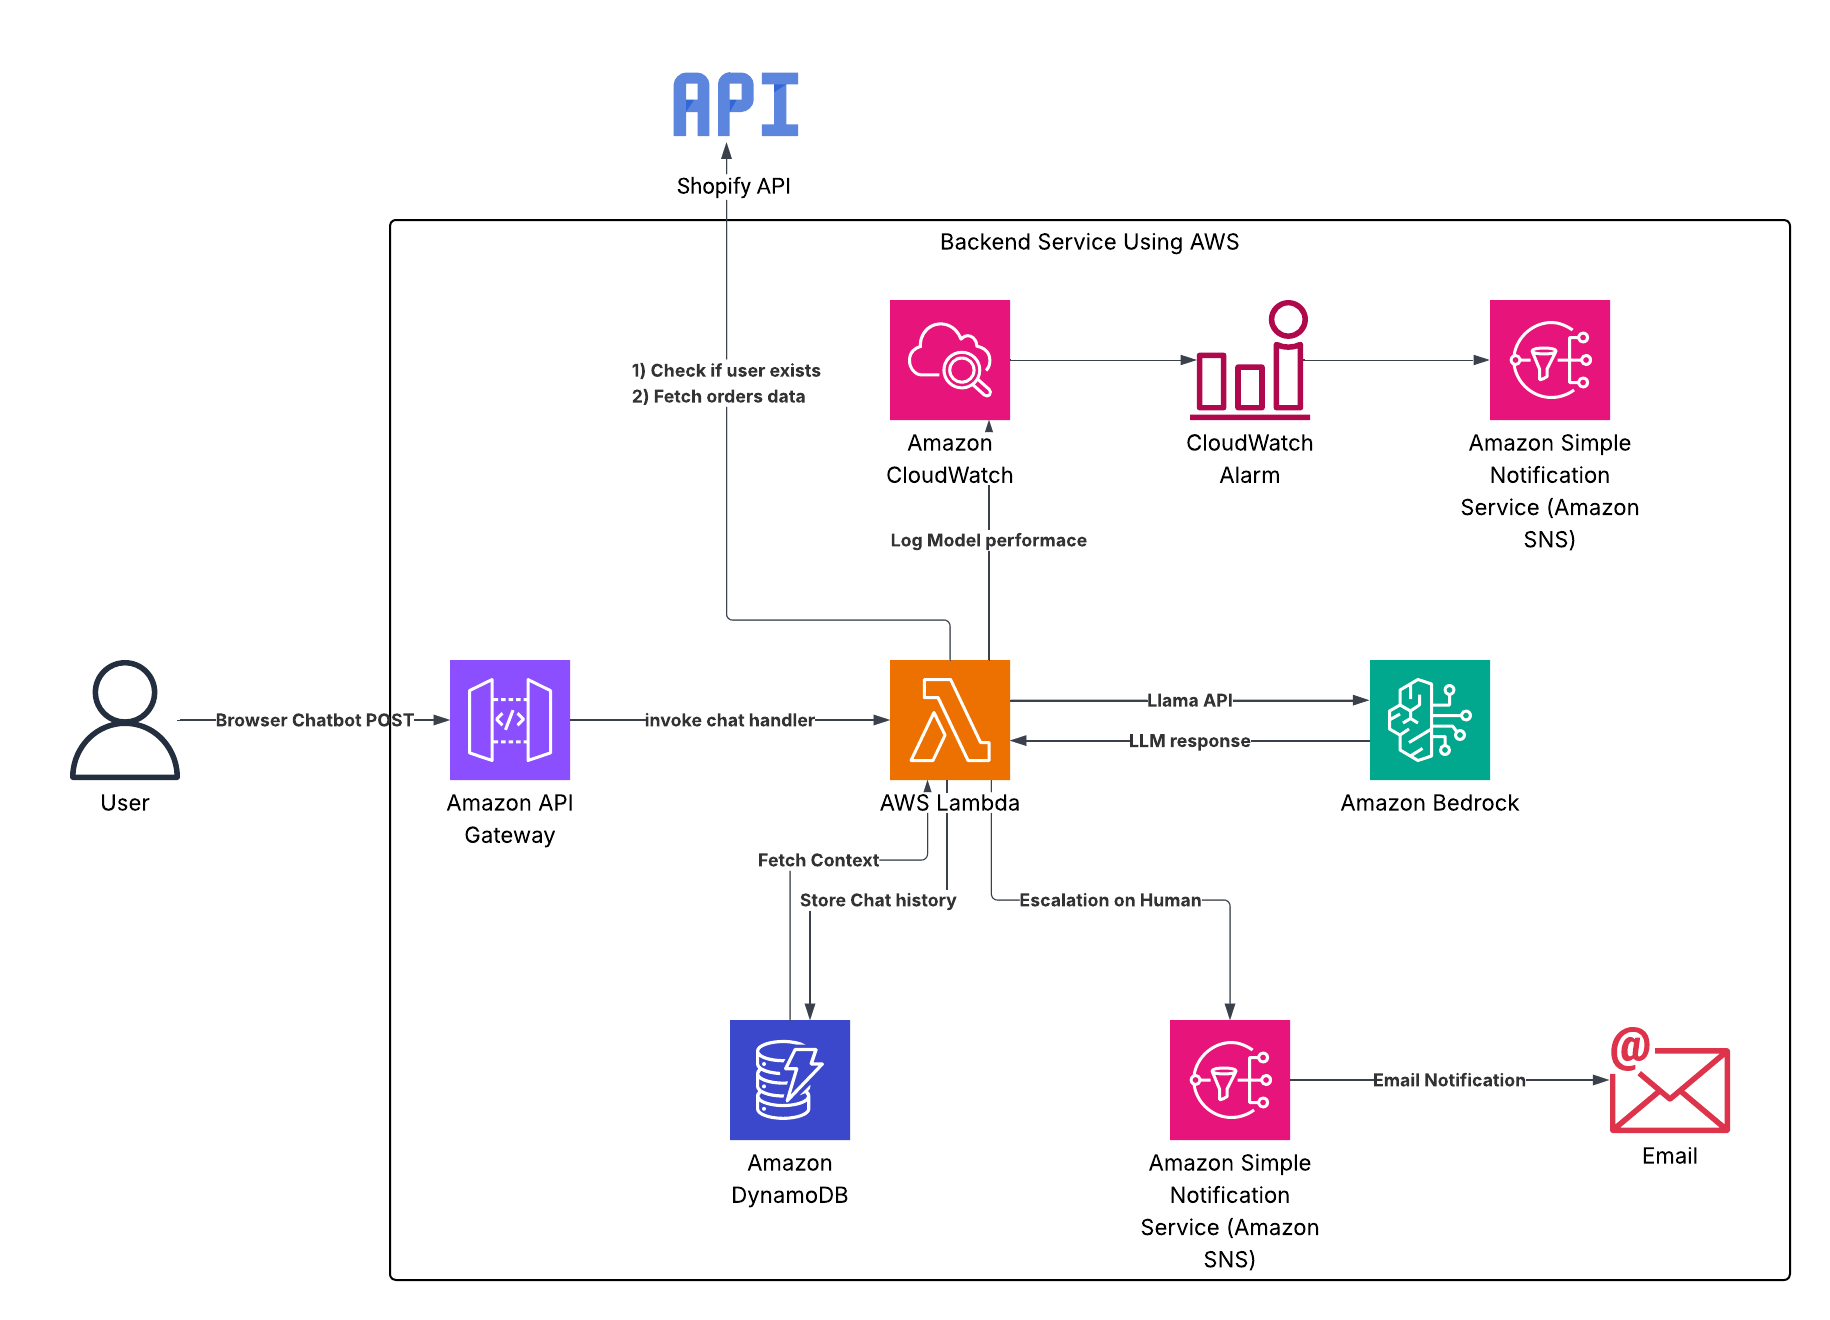 API
Shopify API
Backend Service Using AWS
1) Check if user exists
2) Fetch orders data
Amazon
CloudWatch
CloudWatch
Alarm
Amazon Simple
Notification
Service (Amazon
SNS)
Log Model performace
Browser Chatbot POST
invoke chat handler
Llama API
LLM response
User
Amazon API
Gateway
AWS Lambda
Amazon Bedrock
Fetch Context
Store Chat history
Escalation on Human
Email Notification
@
Email
Amazon
DynamoDB
Amazon Simple
Notification
Service (Amazon
SNS)